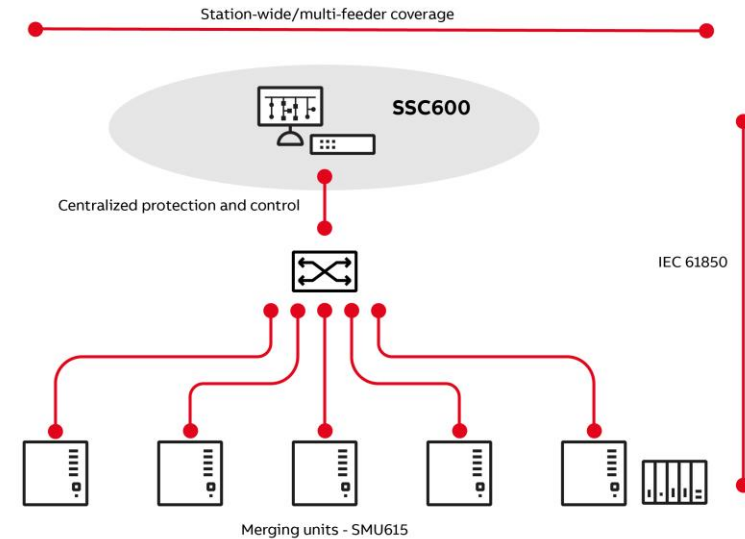 Station-wide/multi-feeder coverage
SSC600
Centralized protection and control
IEC 61850
Merging units - SMU615